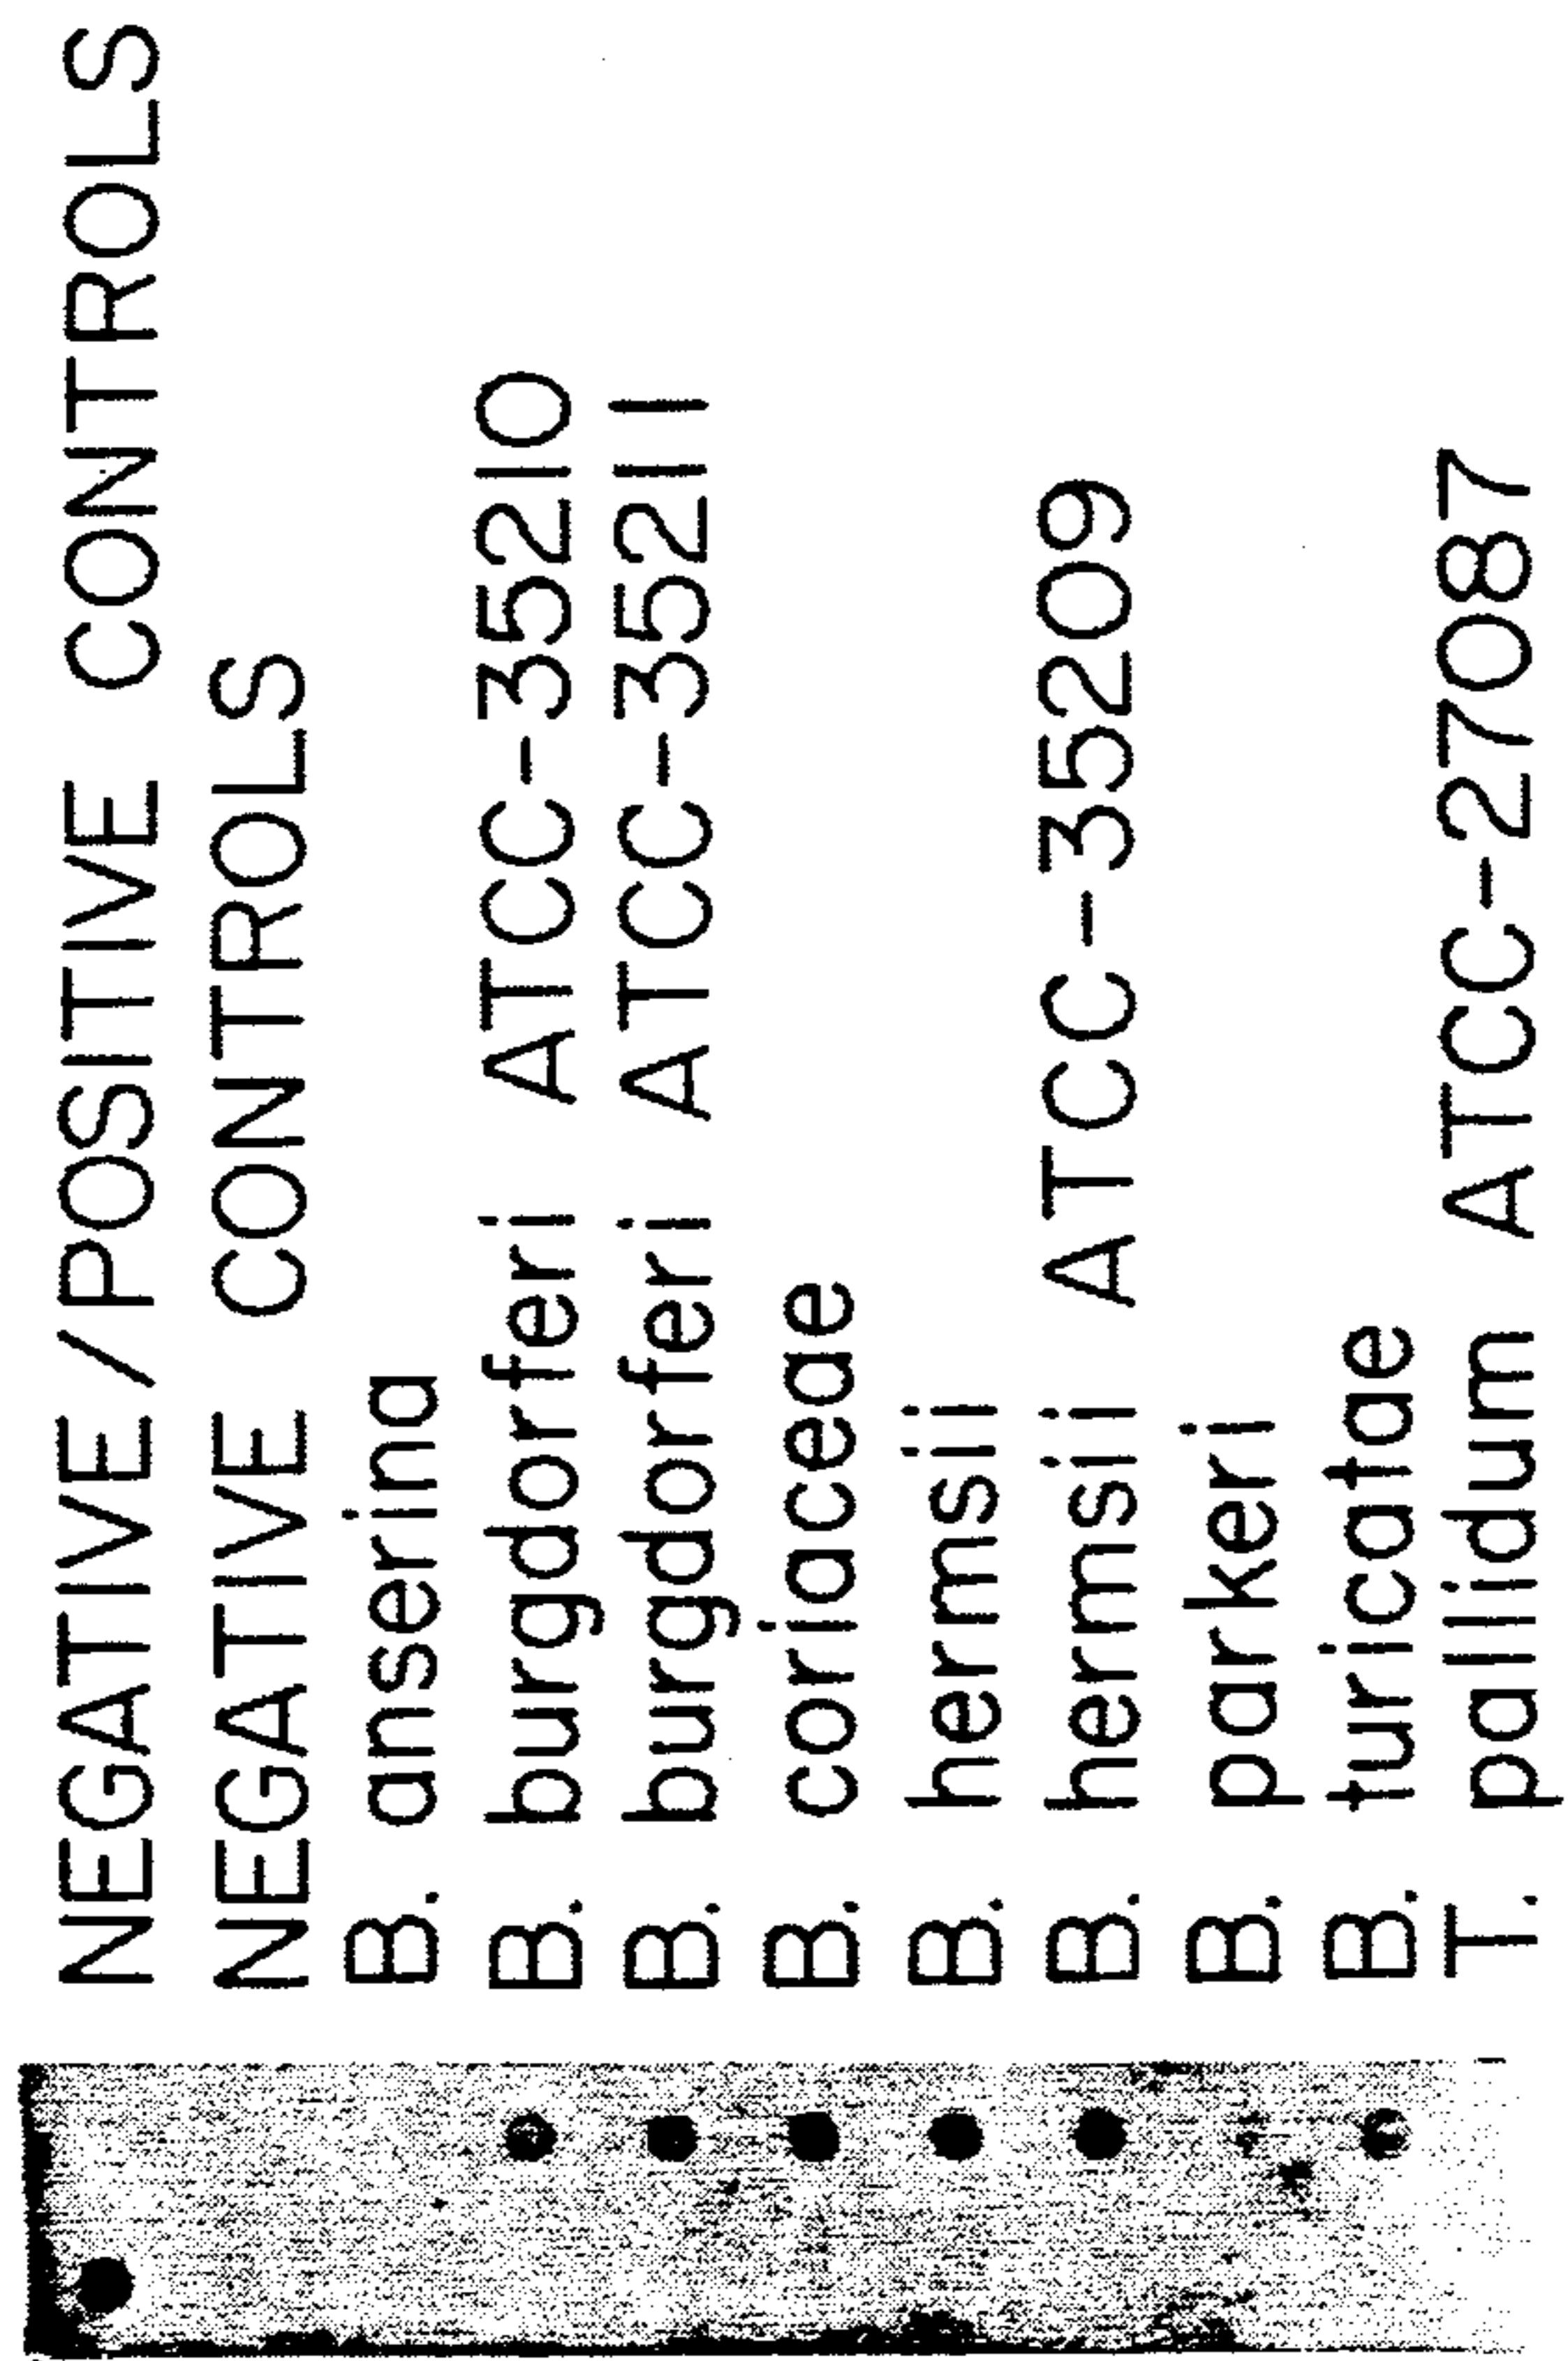 NEGATIVE/POSITIVE CONTROLS
NEGATIVE CONTROLS
B. anserina
B. burgdorferi ATCC-35210
B. burgdorferi ATCC-35211
B. coriaceae
B. hermsii
B. hermsii ATCC-35209
B. parkeri
B. turicatae
T. pallidum ATCC-27087